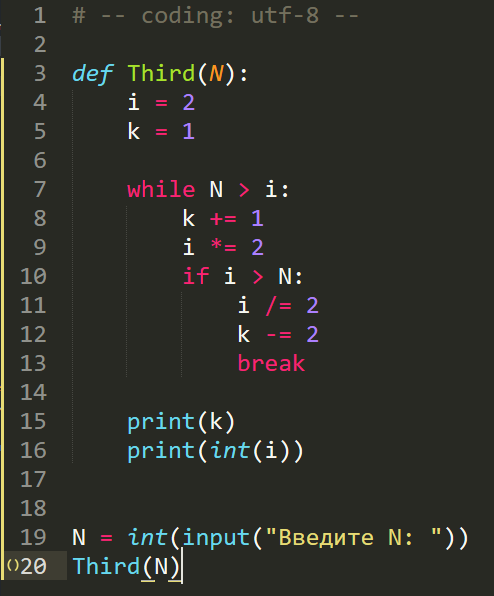 1 # -- coding: utf-8 --
2
3 def Third(N):
4     i = 2
5     k = 1
6
7     while N > i:
8         k += 1
9         i *= 2
10         if i > N:
11             i /= 2
12             k -= 2
13             break
14
15     print(k)
16     print(int(i))
17
18
19 N = int(input("Введите N: "))
20 Third(N)